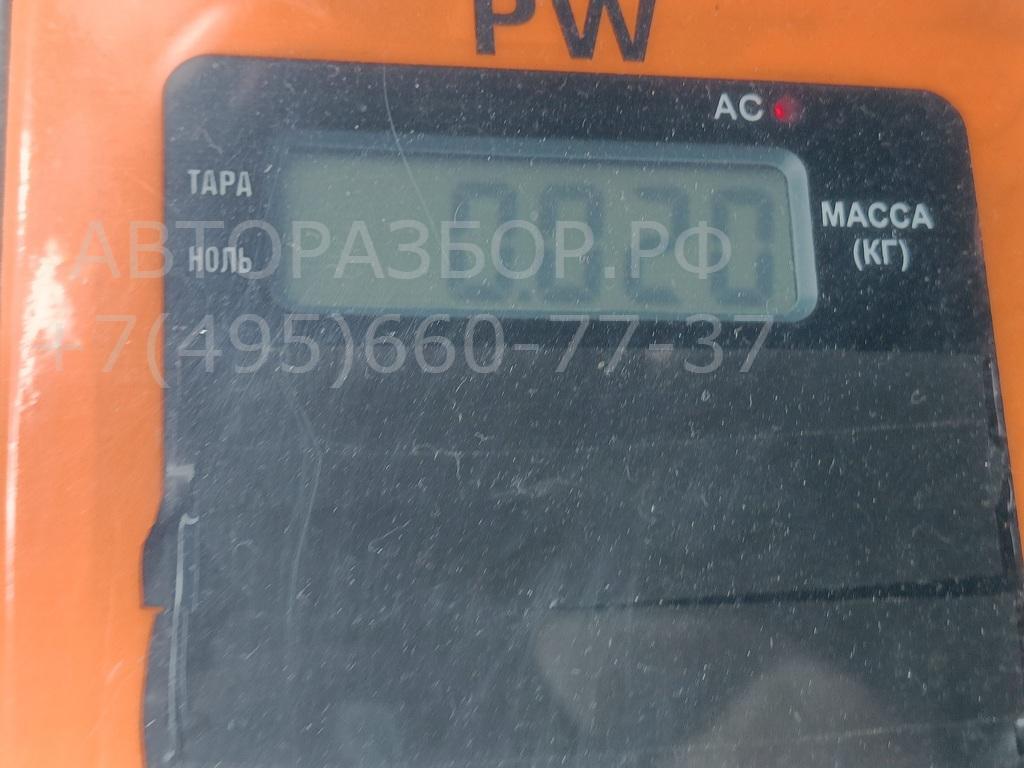 PW
AC
ТАРА
0.020
МАССА
(КГ)
НОЛЬ
АВТОРАЗБОР.РФ
+7(495)660-77-37